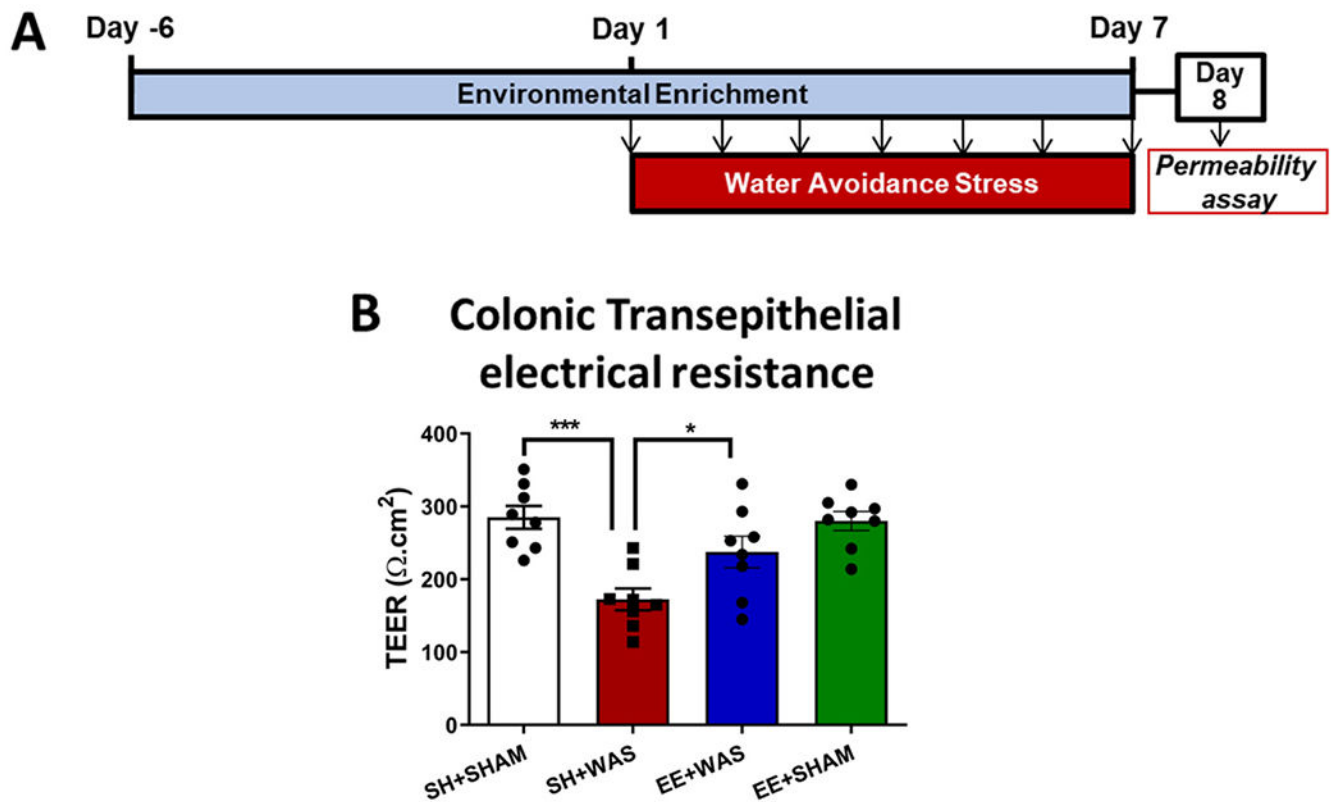 A
Day -6
Day 1
Day 7
Environmental Enrichment
Day
8
Water Avoidance Stress
Permeability
assay
B
Colonic Transepithelial
electrical resistance
***
*
TEER (Ω.cm²)
400
300
200
100
0
SH+SHAM
SH+WAS
EE+WAS
EE+SHAM